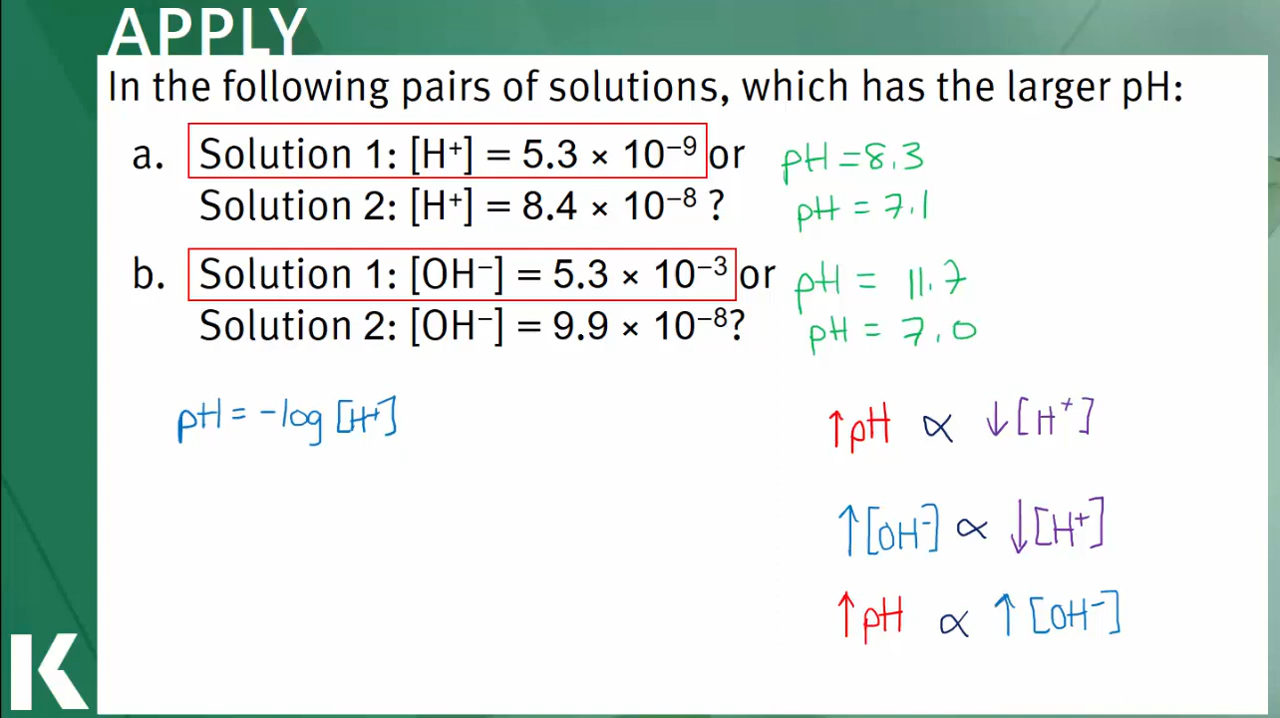 APPLY
In the following pairs of solutions, which has the larger pH:
a. Solution 1: [H⁺] = 5.3 × 10⁻⁹ or pH = 8.3
Solution 2: [H⁺] = 8.4 × 10⁻⁸ ? pH = 7.1
b. Solution 1: [OH⁻] = 5.3 × 10⁻³ or pH = 11.7
Solution 2: [OH⁻] = 9.9 × 10⁻⁸? pH = 7.0
pH = -log [H⁺]
↑pH ∝ ↓[H⁺]
↑[OH⁻] ∝ ↓[H⁺]
↑pH ∝ ↑[OH⁻]
K